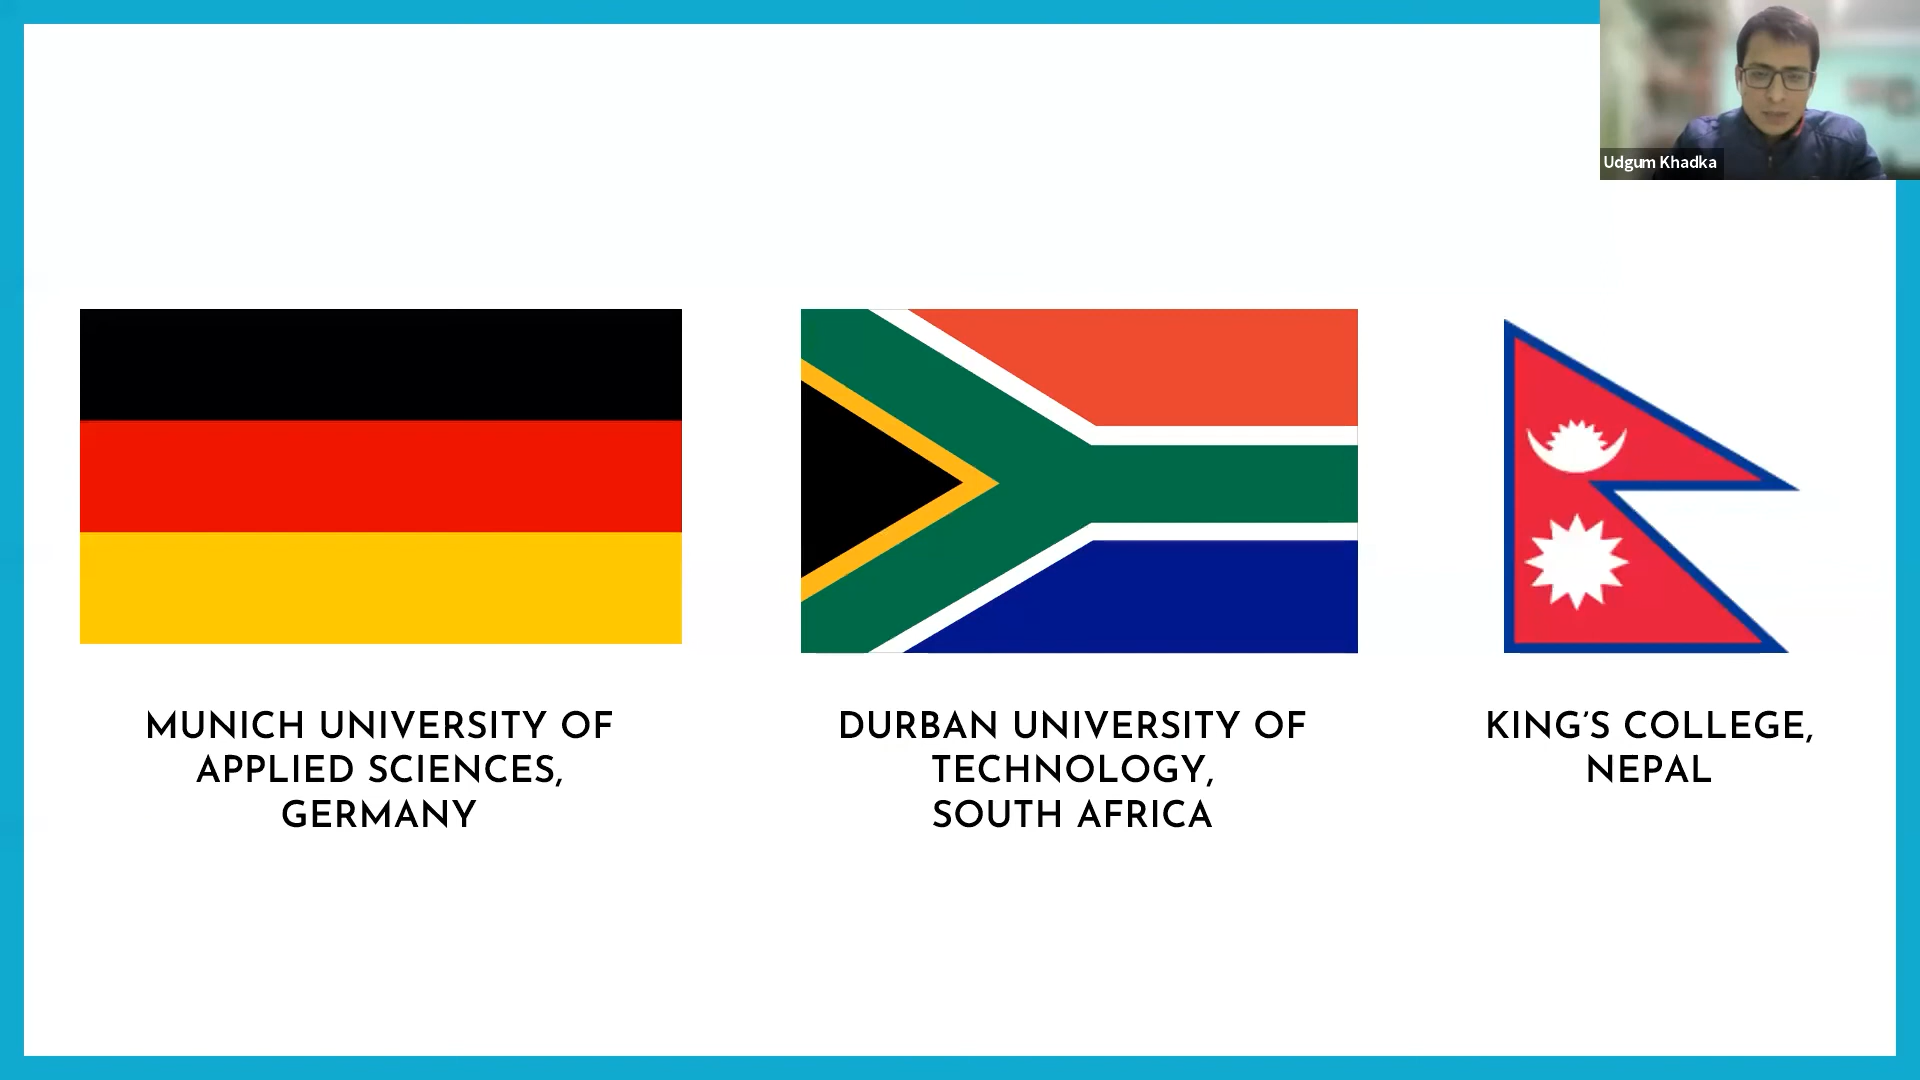 Udgum Khadka
MUNICH UNIVERSITY OF
APPLIED SCIENCES,
GERMANY
DURBAN UNIVERSITY OF
TECHNOLOGY,
SOUTH AFRICA
KING’S COLLEGE,
NEPAL